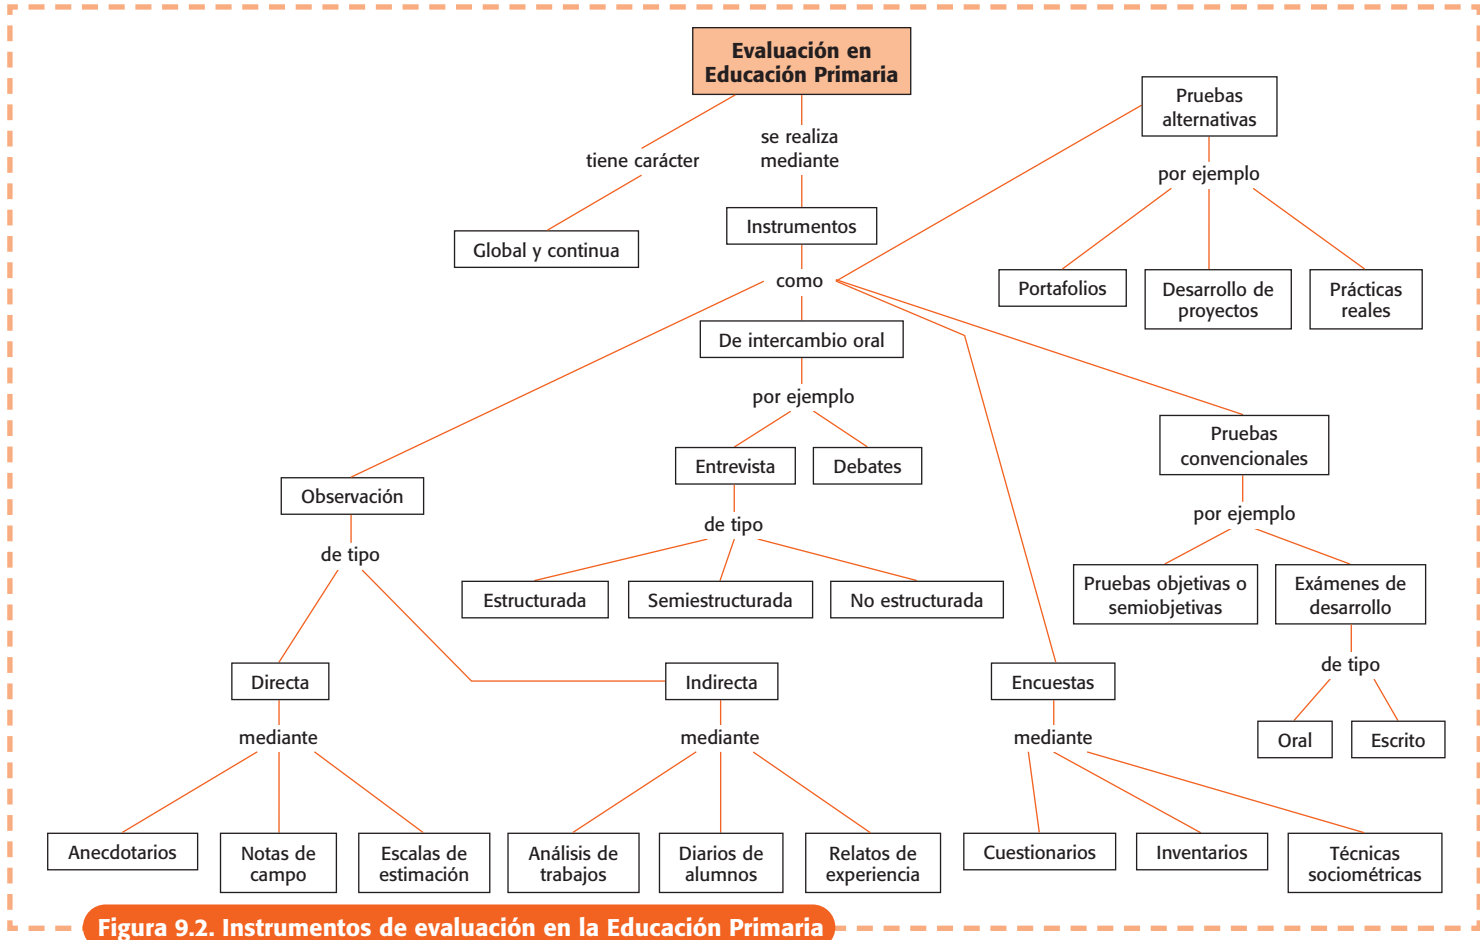 Evaluación en
Educación Primaria
tiene carácter
Global y continua
se realiza
mediante
Instrumentos
como
Pruebas
alternativas
por ejemplo
Portafolios
Desarrollo de
proyectos
Prácticas
reales
De intercambio oral
por ejemplo
Entrevista
Debates
de tipo
Estructurada
Semiestructurada
No estructurada
Pruebas
convencionales
por ejemplo
Pruebas objetivas o
semiobjetivas
Exámenes de
desarrollo
de tipo
Oral
Escrito
Observación
de tipo
Directa
mediante
Anecdotarios
Notas de
campo
Escalas de
estimación
Indirecta
mediante
Análisis de
trabajos
Diarios de
alumnos
Relatos de
experiencia
Encuestas
mediante
Cuestionarios
Inventarios
Técnicas
sociométricas
Figura 9.2. Instrumentos de evaluación en la Educación Primaria